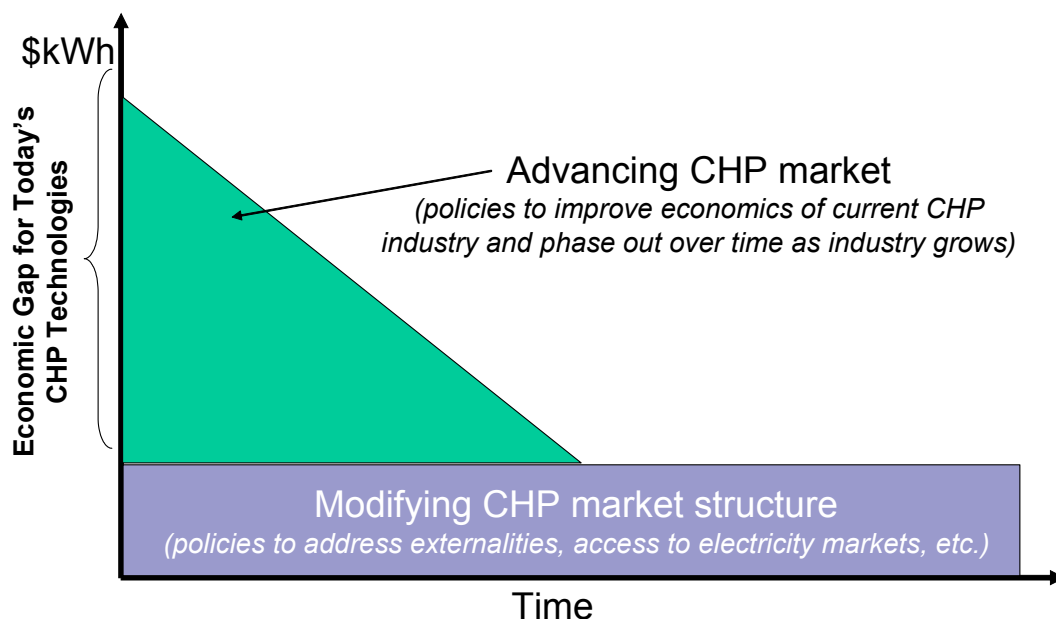 $kWh
Economic Gap for Today's
CHP Technologies
Advancing CHP market
(policies to improve economics of current CHP
industry and phase out over time as industry grows)
Modifying CHP market structure
(policies to address externalities, access to electricity markets, etc.)
Time